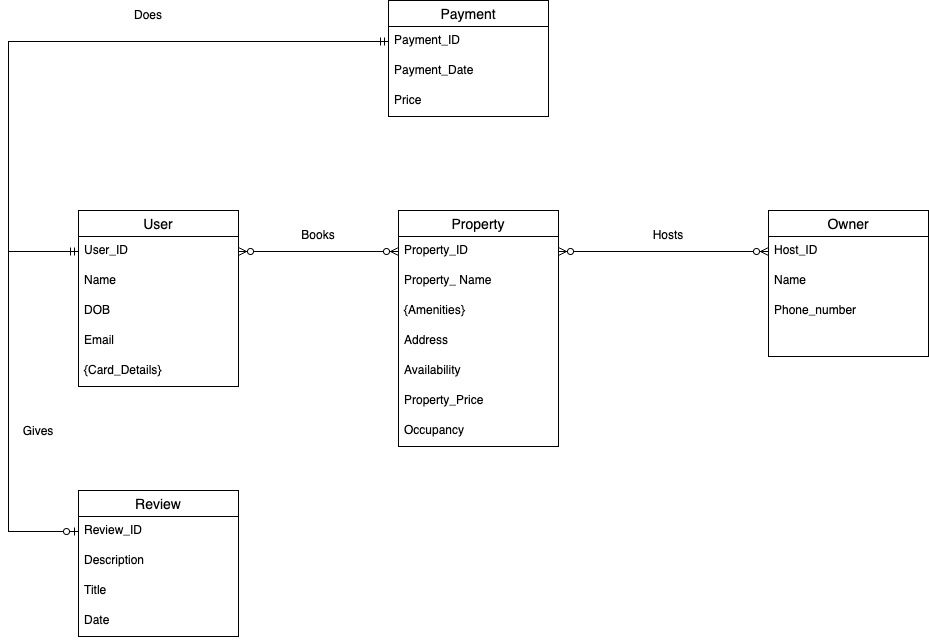 Does
Payment
Payment_ID
Payment_Date
Price
User
User_ID
Name
DOB
Email
{Card_Details}
Books
Property
Property_ID
Property_ Name
{Amenities}
Address
Availability
Property_Price
Occupancy
Hosts
Owner
Host_ID
Name
Phone_number
Gives
Review
Review_ID
Description
Title
Date